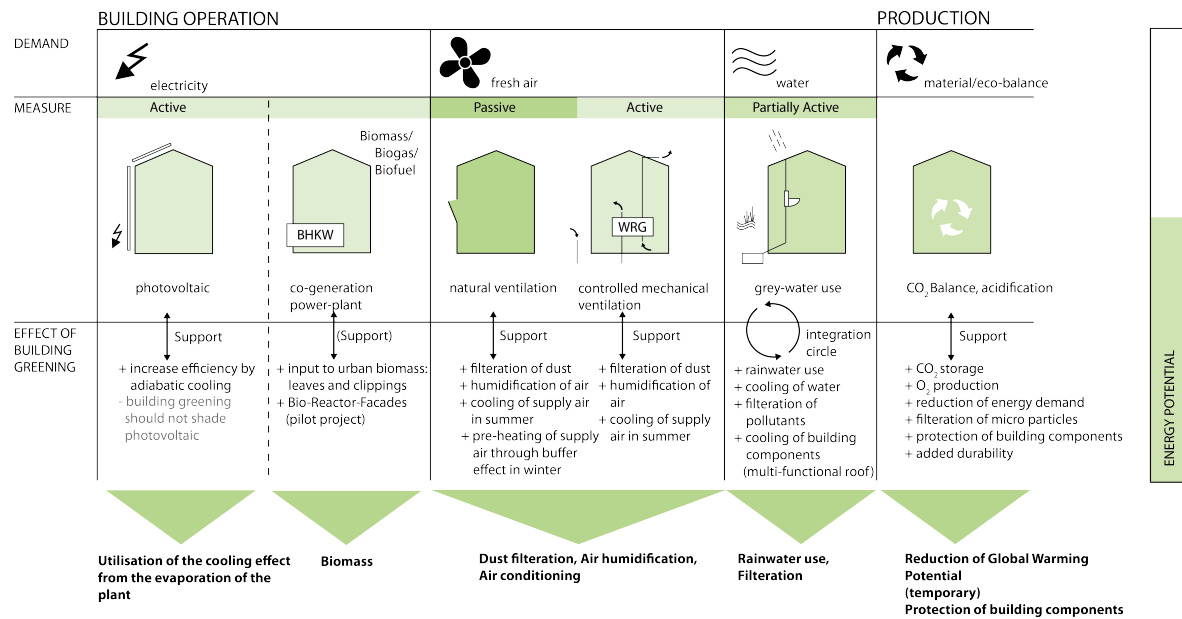 BUILDING OPERATION
PRODUCTION
DEMAND
electricity
fresh air
water
material/eco-balance
MEASURE
Active
Passive
Active
Partially Active
Biomass/
Biogas/
Biofuel
BHKW
WRG
photovoltaic
co-generation
power-plant
natural ventilation
controlled mechanical
ventilation
grey-water use
CO2 Balance, acidification
EFFECT OF
BUILDING
GREENING
Support
(Support)
Support
Support
integration
circle
Support
+ increase efficiency by
adiabatic cooling
- building greening
should not shade
photovoltaic
+ input to urban biomass:
leaves and clippings
+ Bio-Reactor-Facades
(pilot project)
+ filteration of dust
+ humidification of air
+ cooling of supply air
in summer
+ pre-heating of supply
air through buffer
effect in winter
+ filteration of dust
+ humidification of
air
+ cooling of supply
air in summer
+ rainwater use
+ cooling of water
+ filteration of
pollutants
+ cooling of building
components
(multi-functional roof)
+ CO2 storage
+ O2 production
+ reduction of energy demand
+ filteration of micro particles
+ protection of building components
+ added durability
ENERGY POTENTIAL
Utilisation of the cooling effect
from the evaporation of the
plant
Biomass
Dust filteration, Air humidification,
Air conditioning
Rainwater use,
Filteration
Reduction of Global Warming
Potential
(temporary)
Protection of building components